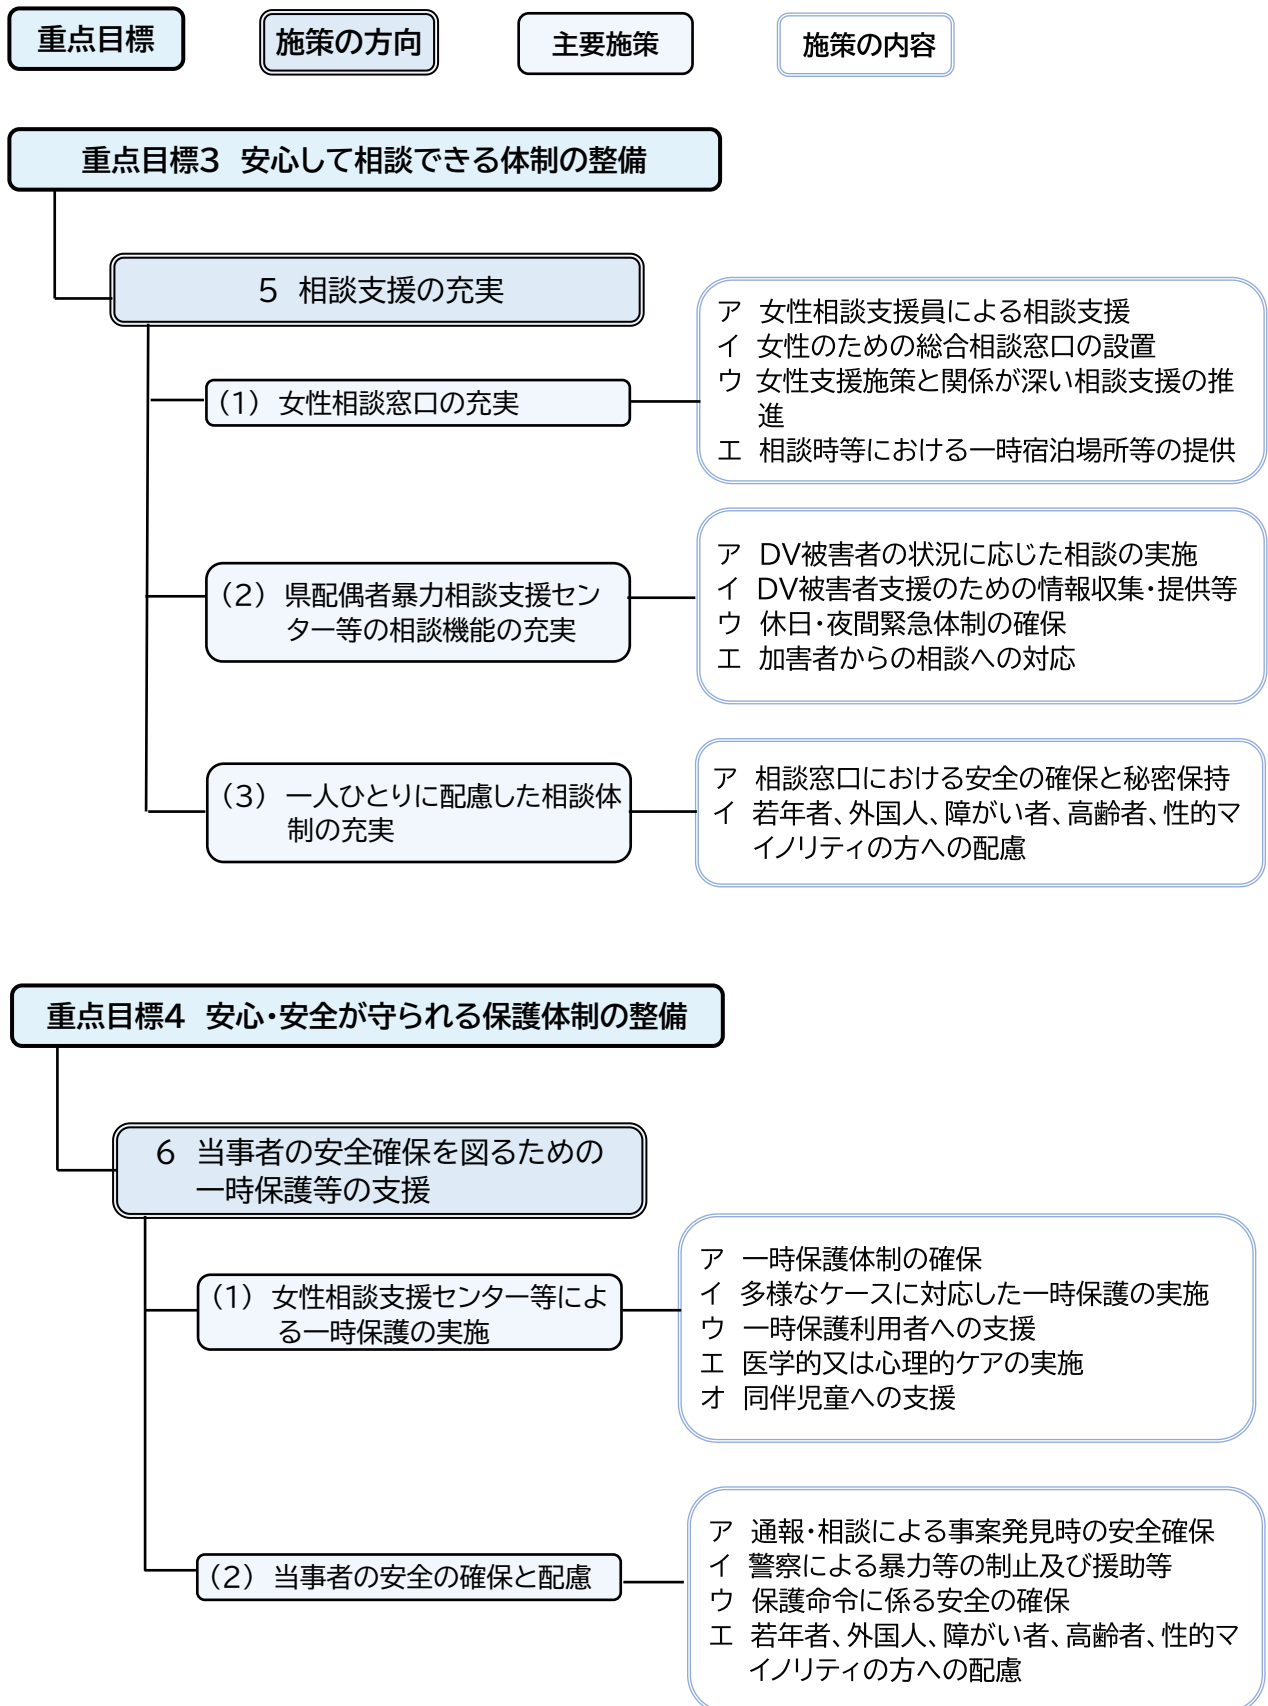 重点目標
施策の方向
主要施策
施策の内容
重点目標3 安心して相談できる体制の整備
5 相談支援の充実
(1) 女性相談窓口の充実
ア 女性相談支援員による相談支援
イ 女性のための総合相談窓口の設置
ウ 女性支援施策と関係が深い相談支援の推
進
エ 相談時等における一時宿泊場所等の提供
(2) 県配偶者暴力相談支援セン
ター等の相談機能の充実
ア DV被害者の状況に応じた相談の実施
イ DV被害者支援のための情報収集・提供等
ウ 休日・夜間緊急体制の確保
エ 加害者からの相談への対応
(3) 一人ひとりに配慮した相談体
制の充実
ア 相談窓口における安全の確保と秘密保持
イ 若年者、外国人、障がい者、高齢者、性的マ
イノリティの方への配慮
重点目標4 安心・安全が守られる保護体制の整備
6 当事者の安全確保を図るための
一時保護等の支援
(1) 女性相談支援センター等によ
る一時保護の実施
ア 一時保護体制の確保
イ 多様なケースに対応した一時保護の実施
ウ 一時保護利用者への支援
エ 医学的又は心理的ケアの実施
オ 同伴児童への支援
(2) 当事者の安全の確保と配慮
ア 通報・相談による事案発見時の安全確保
イ 警察による暴力等の制止及び援助等
ウ 保護命令に係る安全の確保
エ 若年者、外国人、障がい者、高齢者、性的マ
イノリティの方への配慮